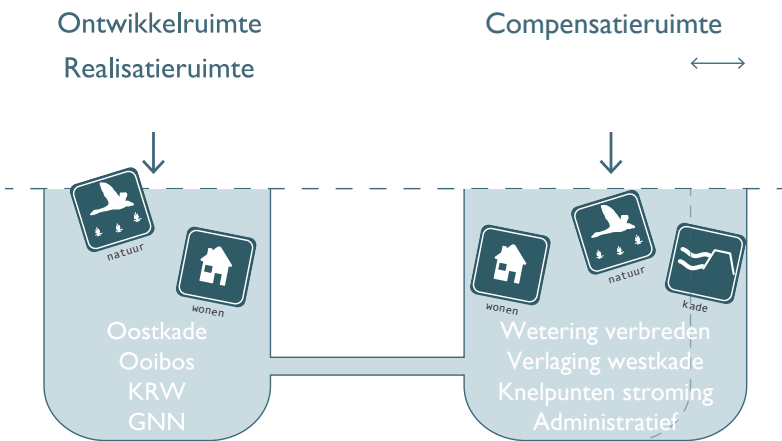 Ontwikkelruimte
Realisatieruimte
Compensatieruimte
natuur
wonen
Oostkade
Ooibos
KRW
GNN
wonen
natuur
kade
Wetering verbreden
Verlaging westkade
Knelpunten stroming
Administratief